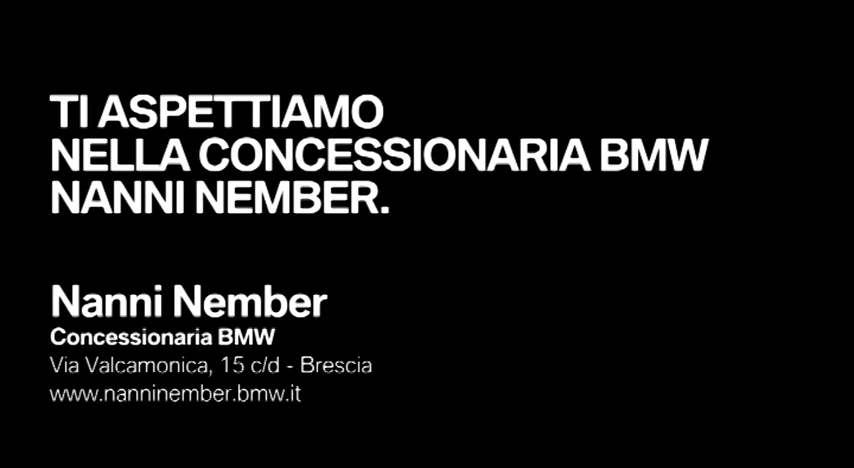 TI ASPETTIAMO
NELLA CONCESSIONARIA BMW
NANNI NEMBER.
Nanni Nember
Concessionaria BMW
Via Valcamonica, 15 c/d - Brescia
www.nanninember.bmw.it